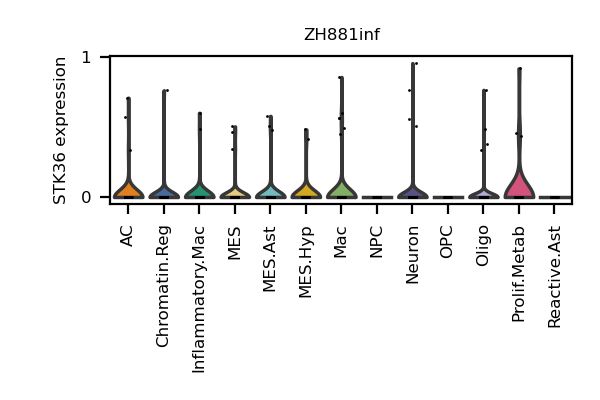 ZH881inf
STK36 expression
1
0
AC
Chromatin.Reg
Inflammatory.Mac
MES
MES.Ast
MES.Hyp
Mac
NPC
Neuron
OPC
Oligo
Prolif.Metab
Reactive.Ast